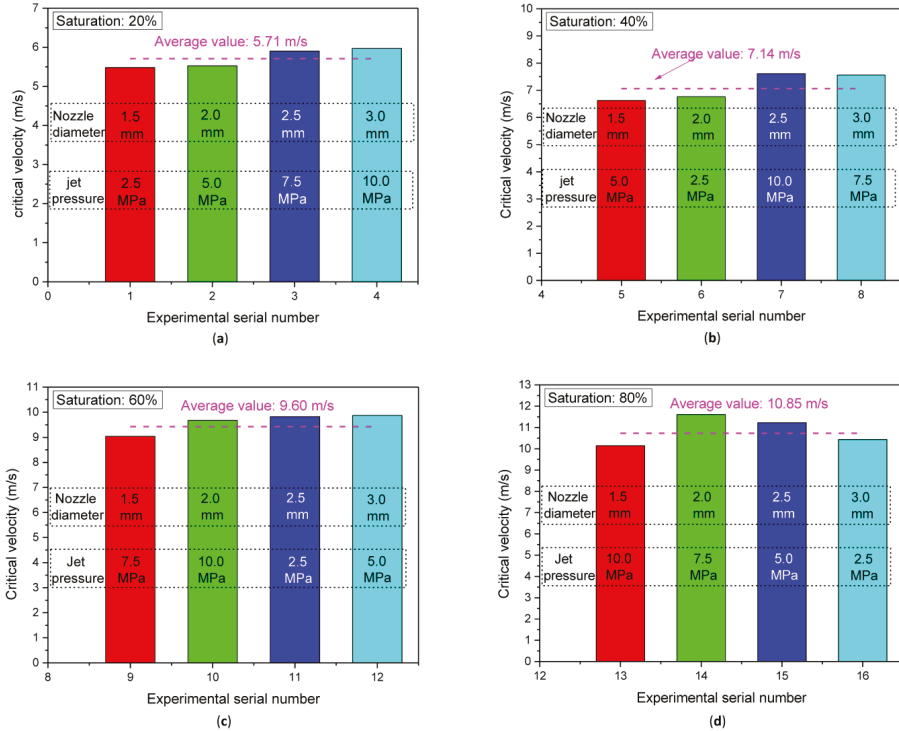 Saturation: 20%
Average value: 5.71 m/s
critical velocity (m/s)
7
6
5
4
3
2
1
0
Nozzle diameter
1.5 mm
2.0 mm
2.5 mm
3.0 mm
jet pressure
2.5 MPa
5.0 MPa
7.5 MPa
10.0 MPa
0
1
2
3
4
Experimental serial number
(a)
Saturation: 40%
Average value: 7.14 m/s
Critical velocity (m/s)
10
9
8
7
6
5
4
3
2
1
0
Nozzle diameter
1.5 mm
2.0 mm
2.5 mm
3.0 mm
jet pressure
5.0 MPa
2.5 MPa
10.0 MPa
7.5 MPa
4
5
6
7
8
Experimental serial number
(b)
Saturation: 60%
Average value: 9.60 m/s
Critical velocity (m/s)
11
10
9
8
7
6
5
4
3
2
1
0
Nozzle diameter
1.5 mm
2.0 mm
2.5 mm
3.0 mm
Jet pressure
7.5 MPa
10.0 MPa
2.5 MPa
5.0 MPa
8
9
10
11
12
Experimental serial number
(c)
Saturation: 80%
Average value: 10.85 m/s
Critical velocity (m/s)
13
12
11
10
9
8
7
6
5
4
3
2
1
0
Nozzle diameter
1.5 mm
2.0 mm
2.5 mm
3.0 mm
Jet pressure
10.0 MPa
7.5 MPa
5.0 MPa
2.5 MPa
12
13
14
15
16
Experimental serial number
(d)